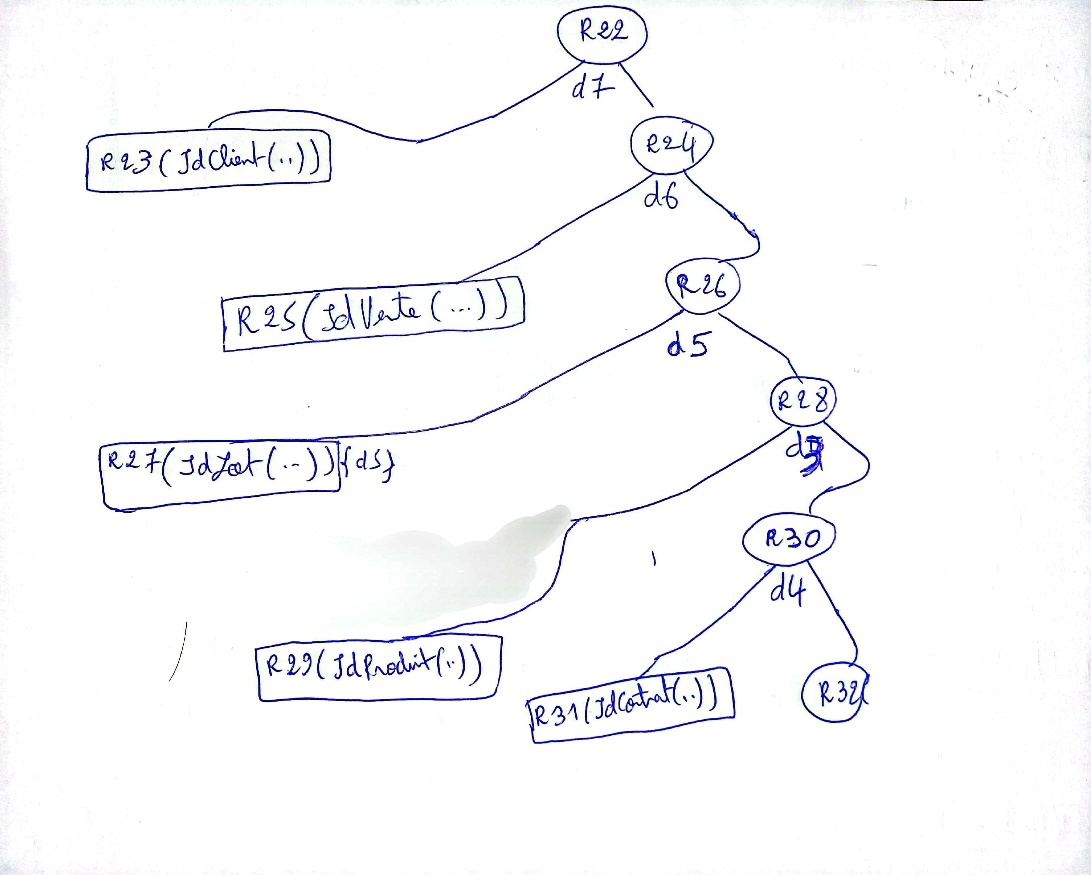 R22
d7
R23(IdClient(..))
R24
d6
R25(IdVente(...))
R26
d5
R28
R27(IdLot(..)){d5}
R30
d4
R29(IdProduit(..))
R31(IdContrat(..))
R32